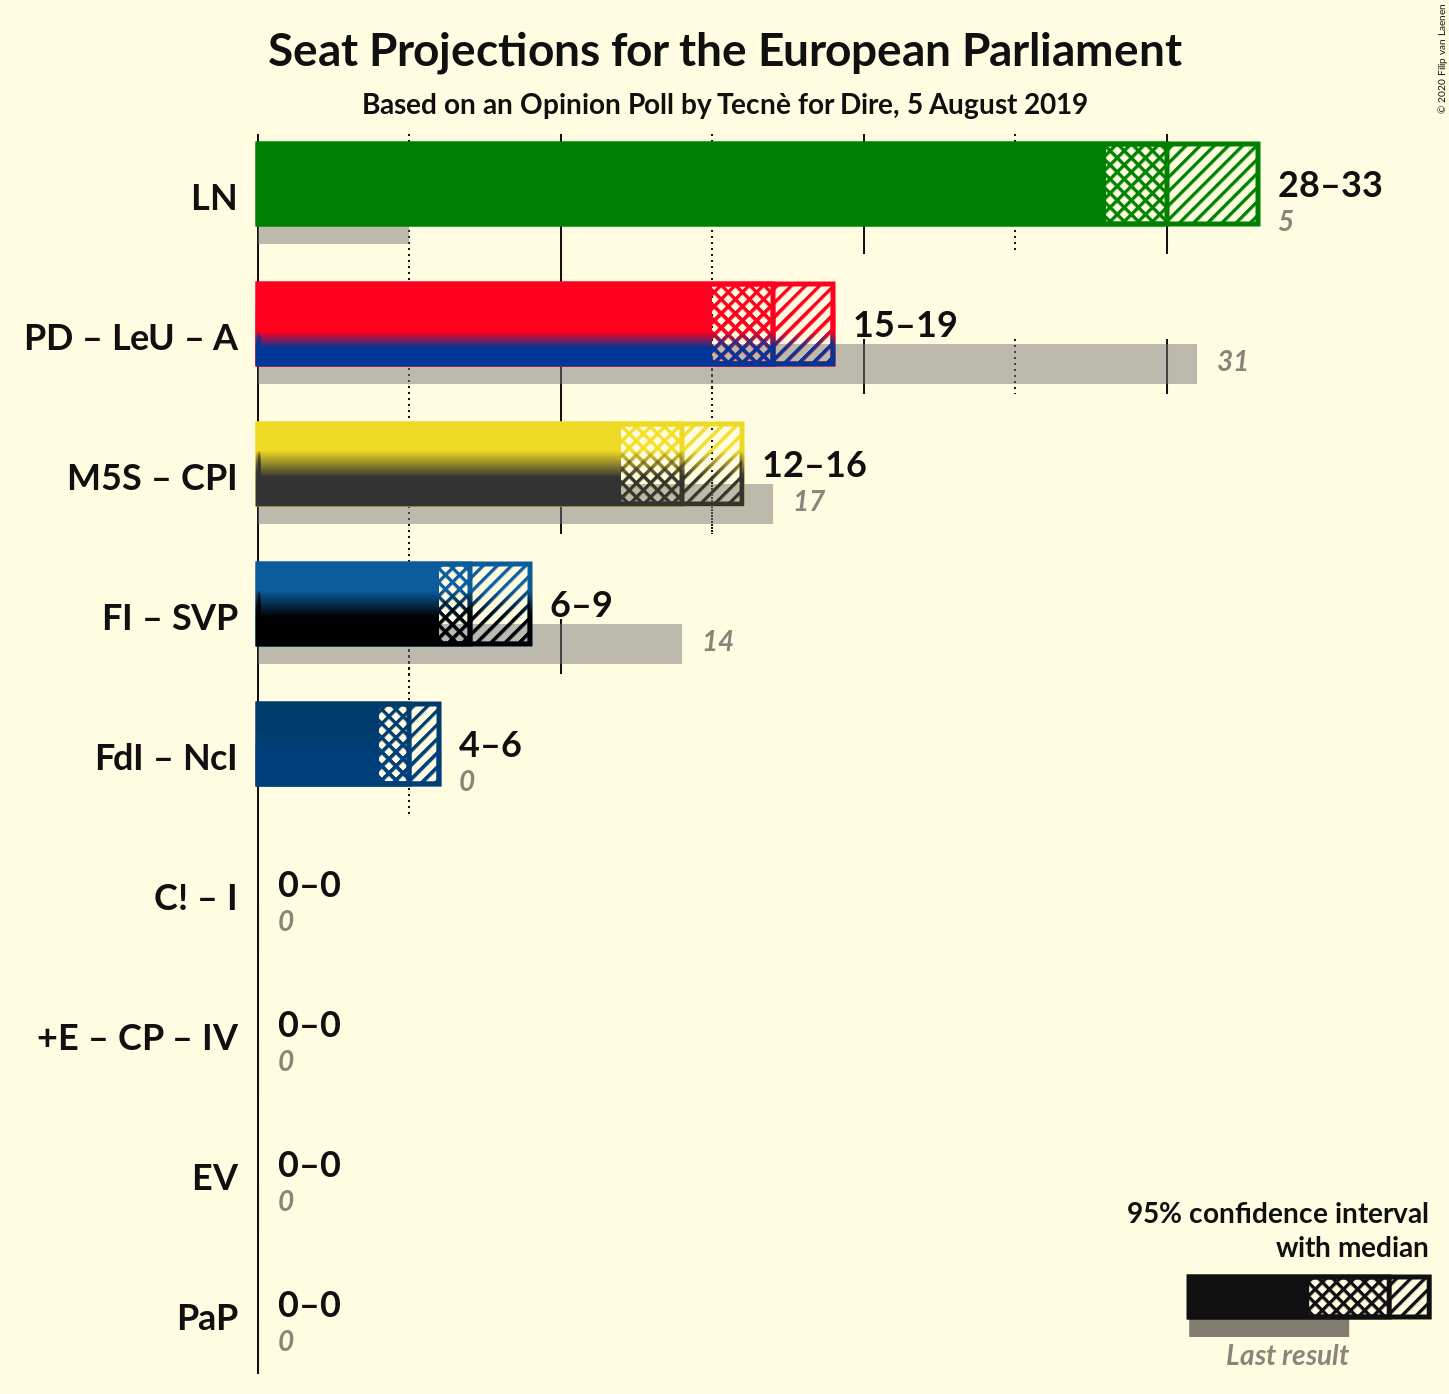 Seat Projections for the European Parliament
Based on an Opinion Poll by Tecnè for Dire, 5 August 2019
© 2020 Filip van Laenen
LN
28–33
5
PD – LeU – A
15–19
31
M5S – CPI
12–16
17
FI – SVP
6–9
14
FdI – NcI
4–6
0
C! – I
0–0
0
+E – CP – IV
0–0
0
EV
0–0
0
PaP
0–0
0
95% confidence interval
with median
Last result